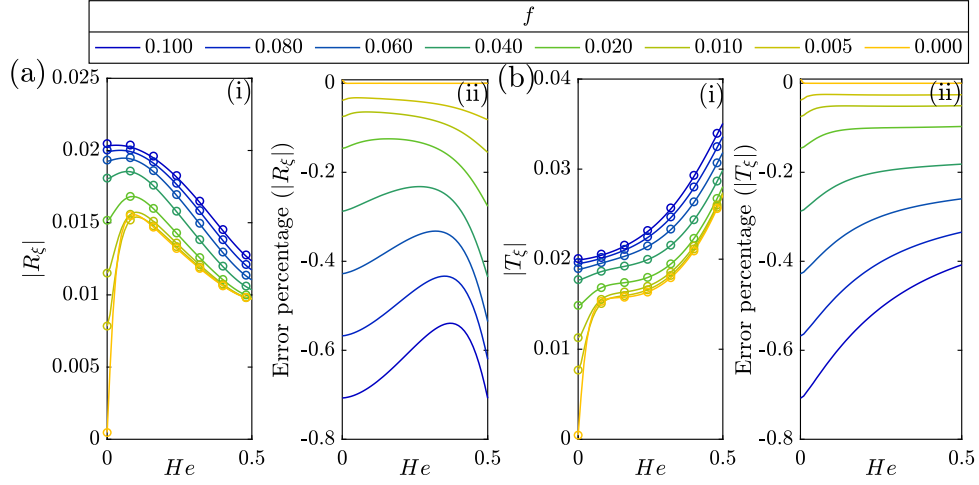 f
0.100 0.080 0.060 0.040 0.020 0.010 0.005 0.000
(a) (i) (ii) (b) (i) (ii)
0.025
0.02
0.015
0.01
0.005
0
|R_ξ|
0 0.5
He
0
-0.2
-0.4
-0.6
-0.8
Error percentage (|R_ξ|)
0 0.5
He
0.04
0.03
0.02
0.01
0
|T_ξ|
0 0.5
He
0
-0.2
-0.4
-0.6
-0.8
Error percentage (|T_ξ|)
0 0.5
He